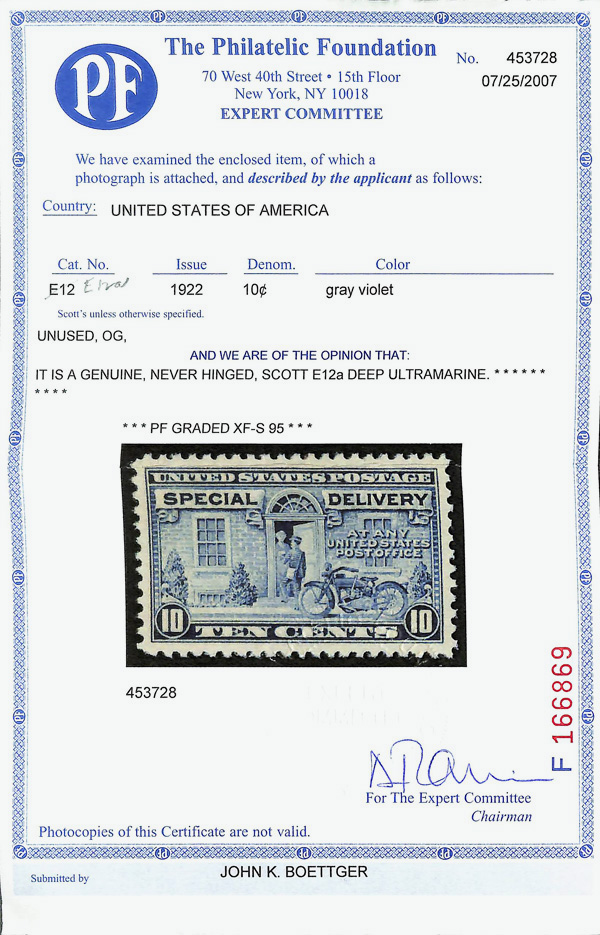 PF
The Philatelic Foundation
No. 453728
70 West 40th Street • 15th Floor
07/25/2007
New York, NY 10018
EXPERT COMMITTEE
We have examined the enclosed item, of which a
photograph is attached, and described by the applicant as follows:
Country: UNITED STATES OF AMERICA
Cat. No. Issue Denom. Color
E12 1922 10¢ gray violet
Scott's unless otherwise specified.
UNUSED, OG,
AND WE ARE OF THE OPINION THAT:
IT IS A GENUINE, NEVER HINGED, SCOTT E12a DEEP ULTRAMARINE. * * * * * *
* * * *
* * * PF GRADED XF-S 95 * * *
UNITED STATES POSTAGE
SPECIAL DELIVERY
AT ANY
UNITED STATES
POST OFFICE
10 TEN CENTS 10
453728
F 166869
For The Expert Committee
Chairman
Photocopies of this Certificate are not valid.
Submitted by JOHN K. BOETTGER